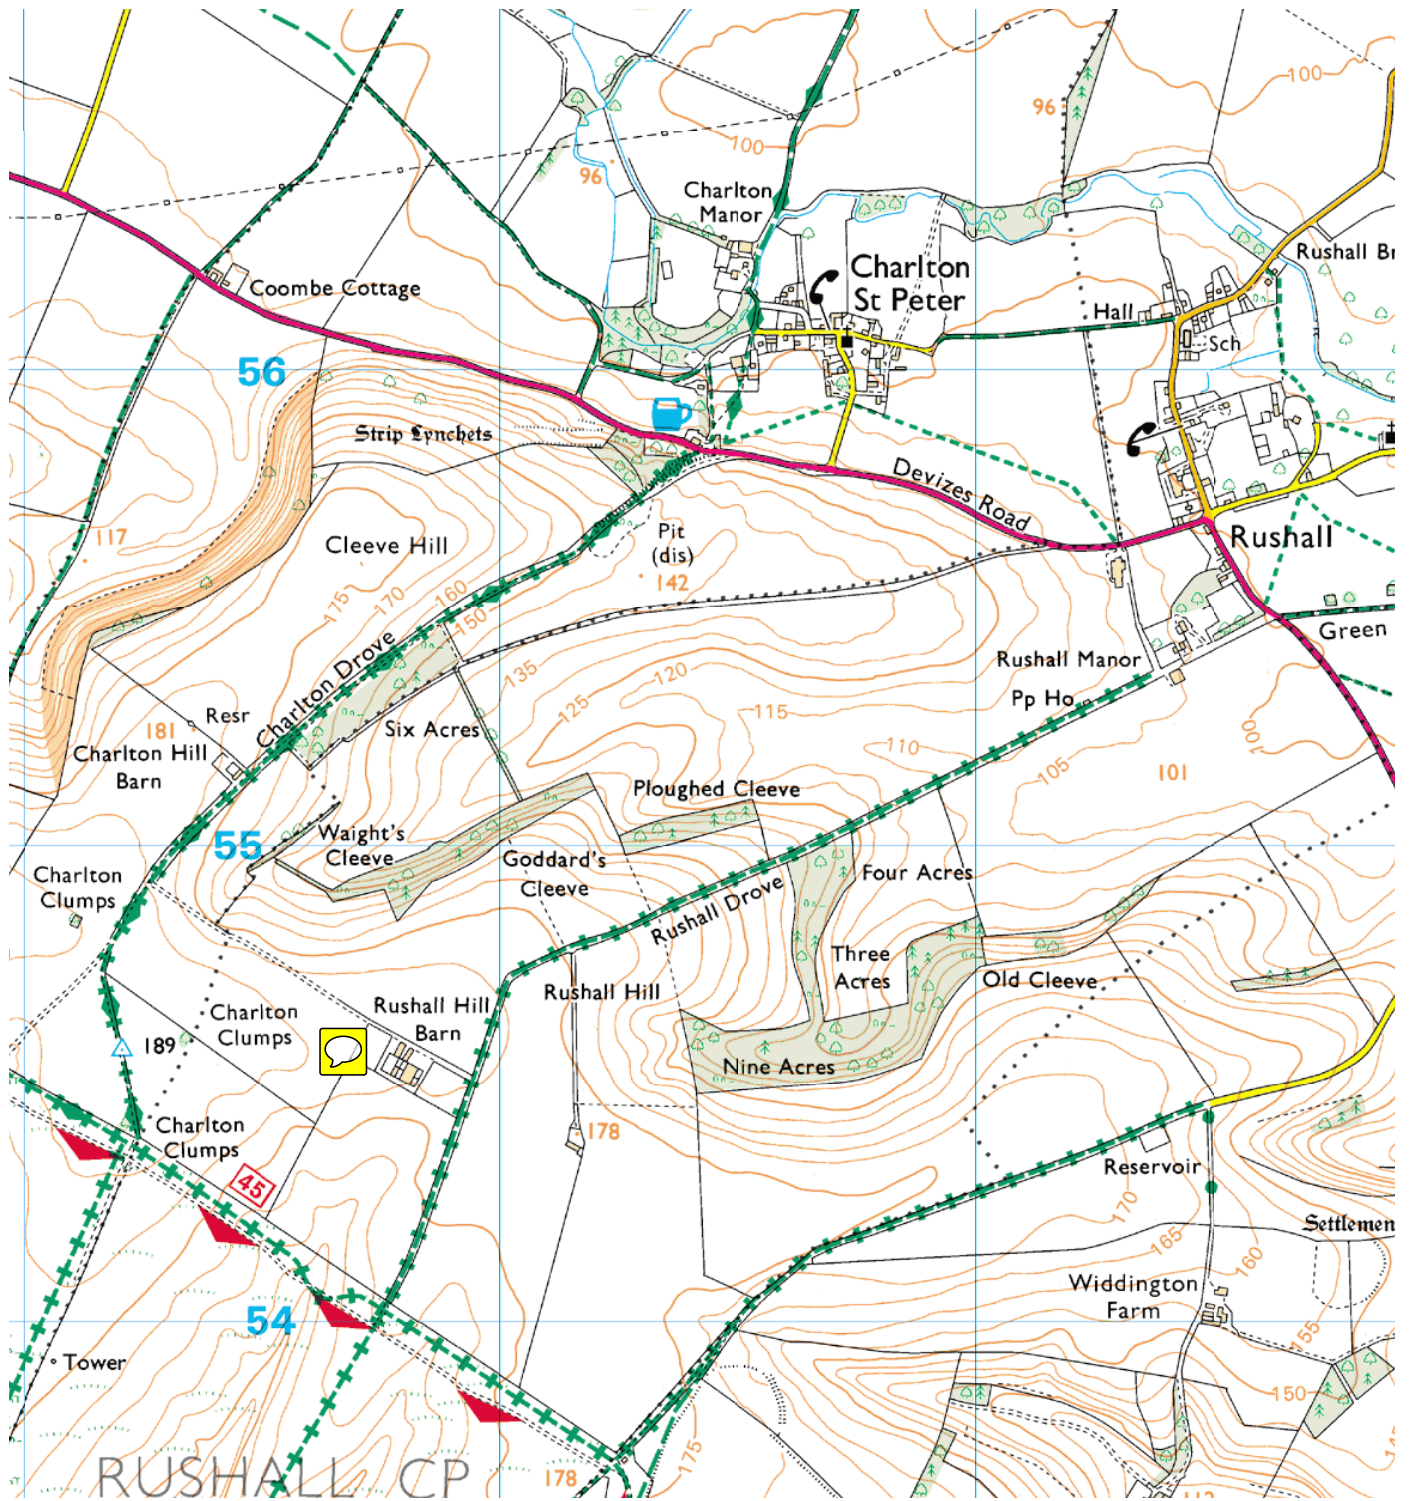 100
96
100
96
Charlton
Manor
Charlton
St Peter
Rushall Br
Coombe Cottage
Hall
Sch
56
Strip Lynchets
Devizes Road
117
Cleeve Hill
Pit
(dis)
142
Rushall
175
170
160
150
Green
Charlton Drove
135
120
Rushall Manor
Pp Ho
125
115
Resr
181
Six Acres
110
100
Charlton Hill
Barn
105
101
Ploughed Cleeve
55
Waight's
Cleeve
Goddard's
Cleeve
Four Acres
Charlton
Clumps
Rushall Drove
Three
Acres
Old Cleeve
Rushall Hill
Charlton
Clumps
Rushall Hill
Barn
189
Nine Acres
Charlton
Clumps
178
Reservoir
45
170
165
160
Settlemen
Widdington
Farm
54
155
Tower
150
175
RUSHALL CP
178